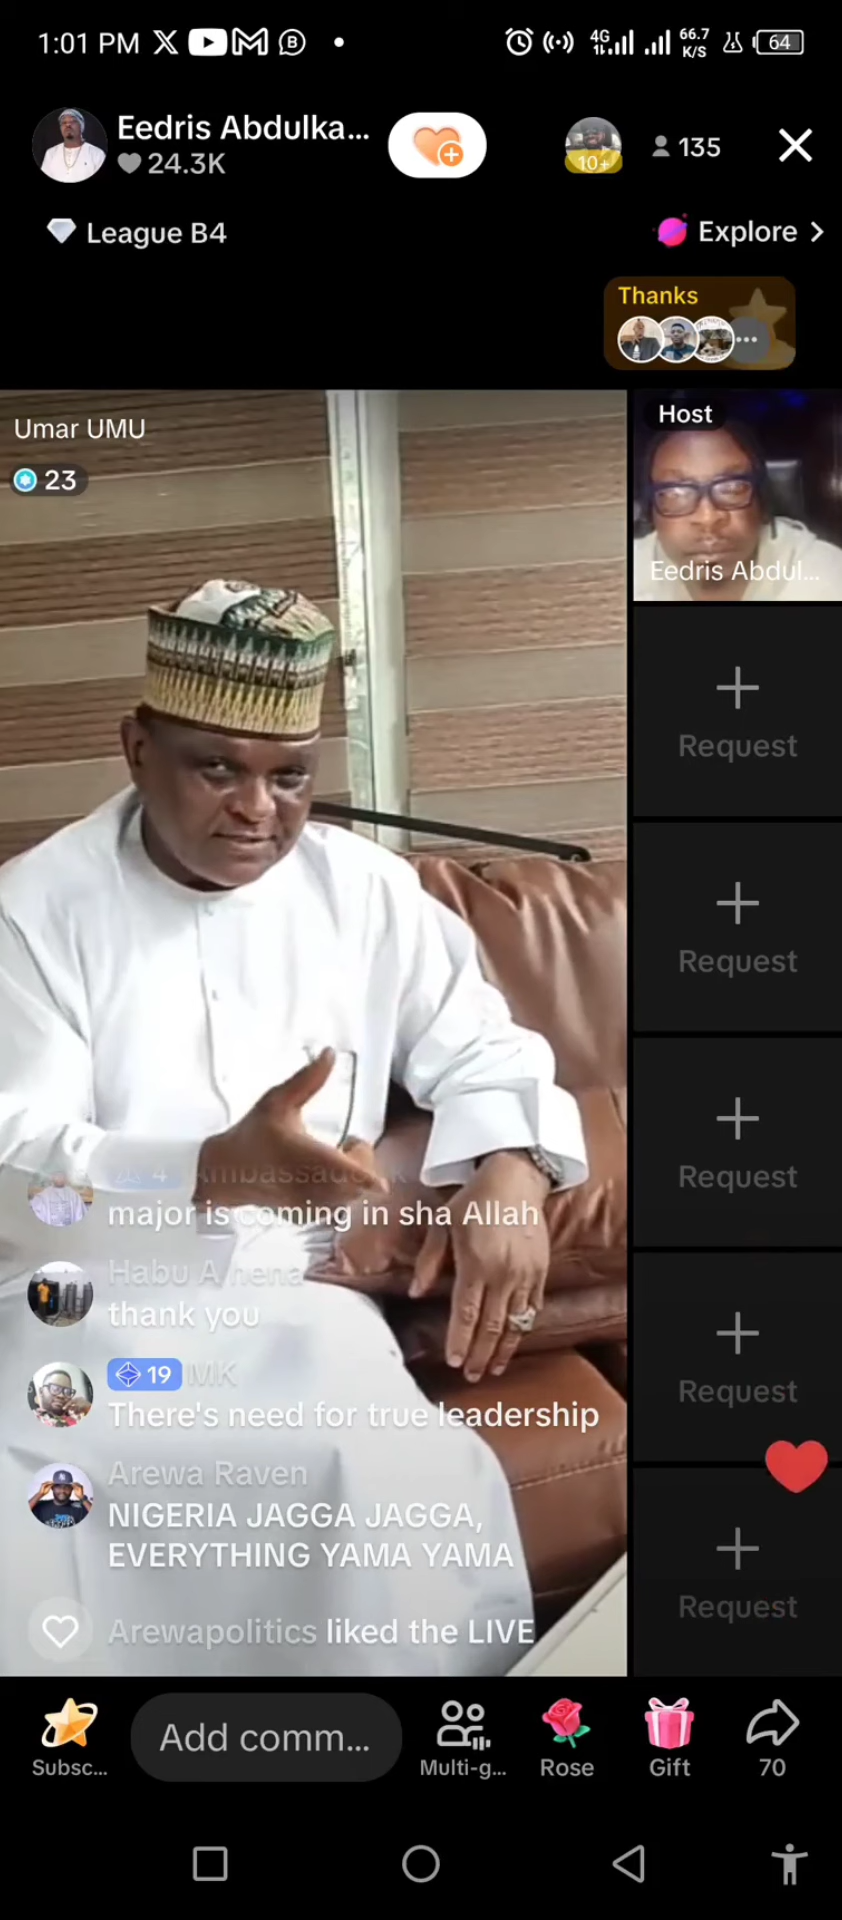 1:01 PM
4G
66.7
K/S
64
Eedris Abdulka...
24.3K
10+
135
League B4
Explore
Thanks
Umar UMU
23
Host
Eedris Abdul...
Request
Request
Request
Request
Request
4
major is coming in sha Allah
Habu
thank you
19 MK
There's need for true leadership
Arewa Raven
NIGERIA JAGGA JAGGA,
EVERYTHING YAMA YAMA
Arewapolitics liked the LIVE
Subsc...
Add comm...
Multi-g...
Rose
Gift
70